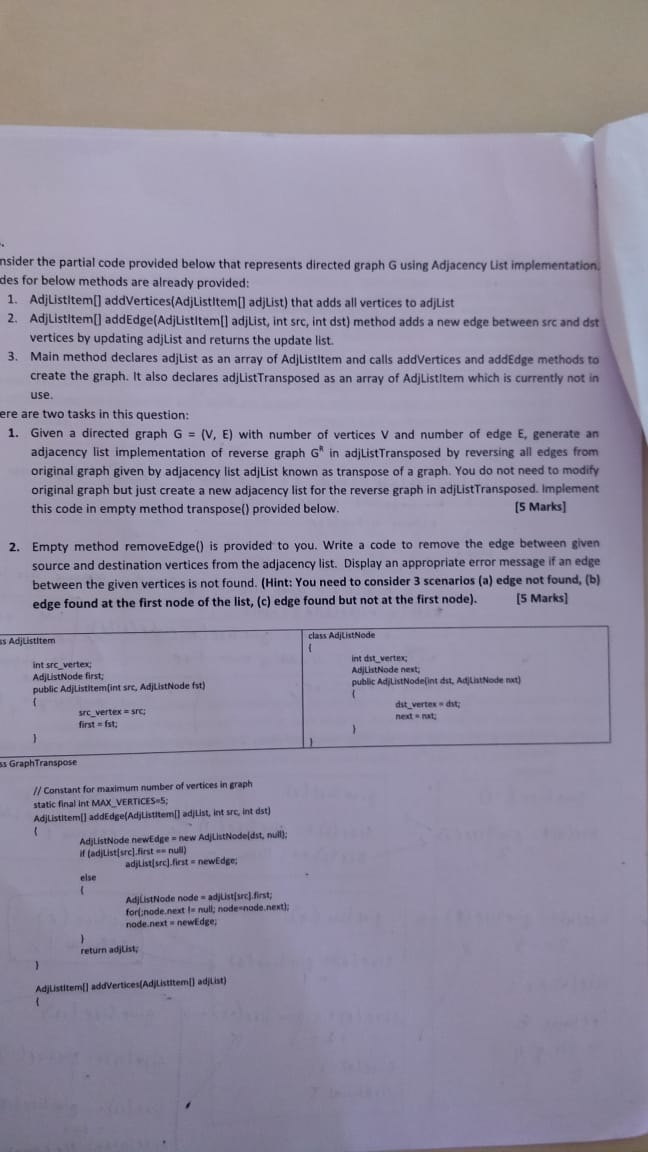 nsider the partial code provided below that represents directed graph G using Adjacency List implementation.
des for below methods are already provided:
1. AdjListItem[] addVertices(AdjListItem[] adjList) that adds all vertices to adjList
2. AdjListItem[] addEdge(AdjListItem[] adjList, int src, int dst) method adds a new edge between src and dst
vertices by updating adjList and returns the update list.
3. Main method declares adjList as an array of AdjListItem and calls addVertices and addEdge methods to
create the graph. It also declares adjListTransposed as an array of AdjListItem which is currently not in
use.
ere are two tasks in this question:
1. Given a directed graph G = (V, E) with number of vertices V and number of edge E, generate an
adjacency list implementation of reverse graph Gᴿ in adjListTransposed by reversing all edges from
original graph given by adjacency list adjList known as transpose of a graph. You do not need to modify
original graph but just create a new adjacency list for the reverse graph in adjListTransposed. Implement
this code in empty method transpose() provided below. [5 Marks]
2. Empty method removeEdge() is provided to you. Write a code to remove the edge between given
source and destination vertices from the adjacency list. Display an appropriate error message if an edge
between the given vertices is not found. (Hint: You need to consider 3 scenarios (a) edge not found, (b)
edge found at the first node of the list, (c) edge found but not at the first node). [5 Marks]
ss AdjListItem
int src_vertex;
AdjListNode first;
public AdjListItem(int src, AdjListNode fst)
{
src_vertex = src;
first = fst;
}
class AdjListNode
{
int dst_vertex;
AdjListNode next;
public AdjListNode(int dst, AdjListNode nxt)
{
dst_vertex = dst;
next = nxt;
}
}
ss GraphTranspose
// Constant for maximum number of vertices in graph
static final int MAX_VERTICES=5;
AdjListItem[] addEdge(AdjListItem[] adjList, int src, int dst)
{
AdjListNode newEdge = new AdjListNode(dst, null);
if (adjList[src].first == null)
adjList[src].first = newEdge;
else
{
AdjListNode node = adjList[src].first;
for(;node.next != null; node=node.next);
node.next = newEdge;
}
return adjList;
}
AdjListItem[] addVertices(AdjListItem[] adjList)
{